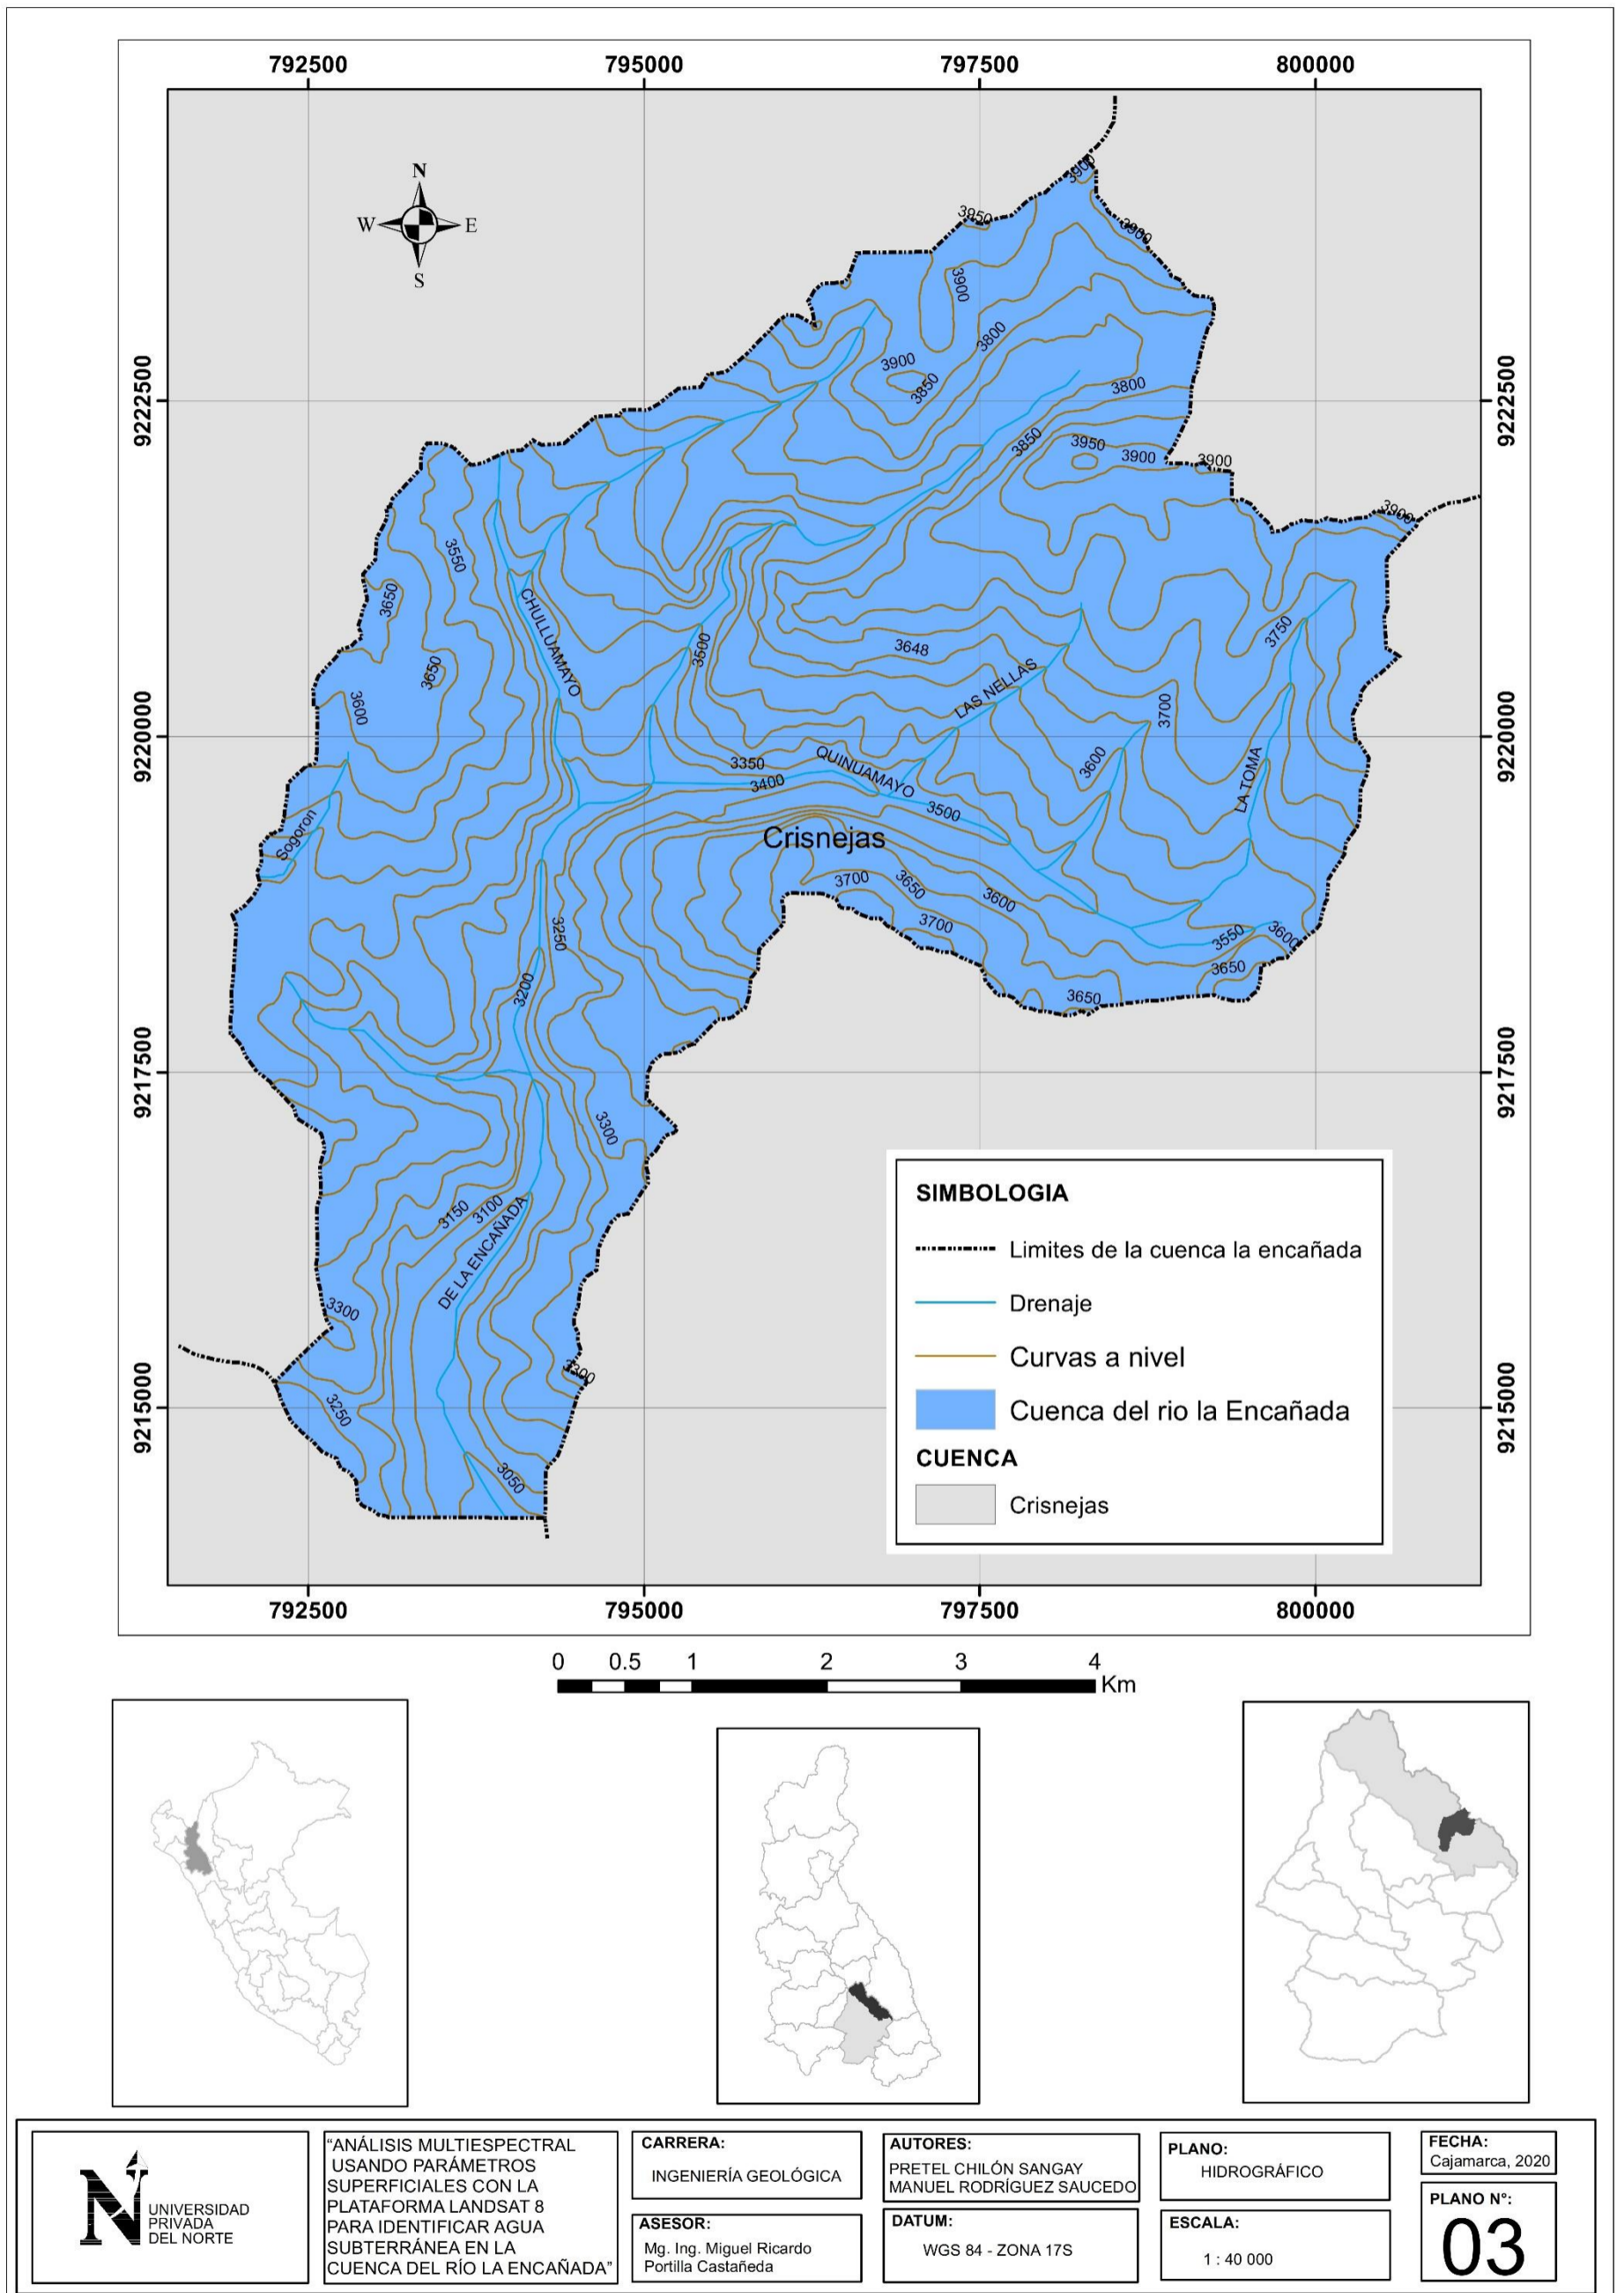 792500 795000 797500 800000
N
W E
S
3900
3950
3900
3900
3800
3900
3850
3800
3850
3950
3900
3900
3900
9222500
9222500
3550
3650
CHULLUAMAYO
3500
3650
3648
3750
LAS NELLAS
3600
3700
9220000
9220000
3350
QUINUAMAYO
3600
LA TOMA
3400
3500
Sogoron
Crisnejas
3700
3650
3600
3700
3250
3550
3600
3650
3200
3650
9217500
9217500
3300
3150
3100
DE LA ENCAÑADA
3300
3300
3250
9215000
9215000
3050
SIMBOLOGIA
Limites de la cuenca la encañada
Drenaje
Curvas a nivel
Cuenca del rio la Encañada
CUENCA
Crisnejas
792500 795000 797500 800000
0 0.5 1 2 3 4
Km
N
UNIVERSIDAD
PRIVADA
DEL NORTE
“ANÁLISIS MULTIESPECTRAL
USANDO PARÁMETROS
SUPERFICIALES CON LA
PLATAFORMA LANDSAT 8
PARA IDENTIFICAR AGUA
SUBTERRÁNEA EN LA
CUENCA DEL RÍO LA ENCAÑADA”
CARRERA:
INGENIERÍA GEOLÓGICA
ASESOR:
Mg. Ing. Miguel Ricardo
Portilla Castañeda
AUTORES:
PRETEL CHILÓN SANGAY
MANUEL RODRÍGUEZ SAUCEDO
DATUM:
WGS 84 - ZONA 17S
PLANO:
HIDROGRÁFICO
ESCALA:
1 : 40 000
FECHA:
Cajamarca, 2020
PLANO N°:
03